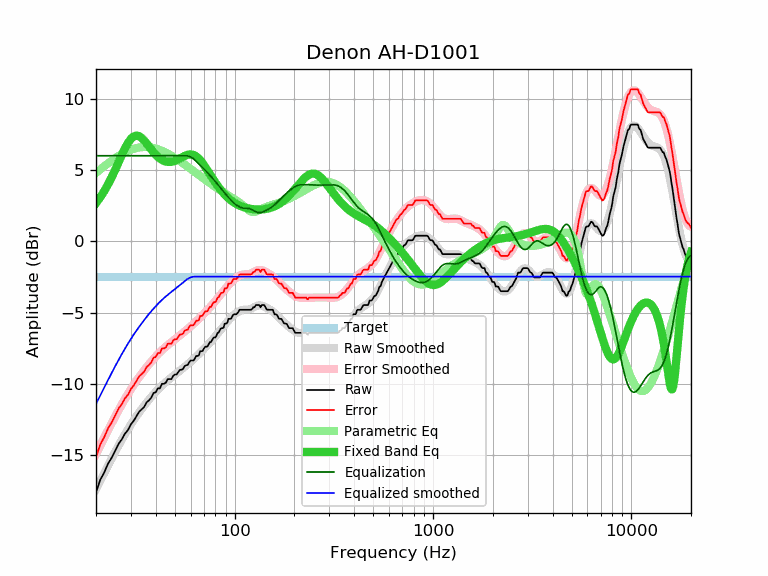 Denon AH-D1001
Amplitude (dBr)
10
5
0
−5
−10
−15
Target
Raw Smoothed
Error Smoothed
Raw
Error
Parametric Eq
Fixed Band Eq
Equalization
Equalized smoothed
100 1000 10000
Frequency (Hz)